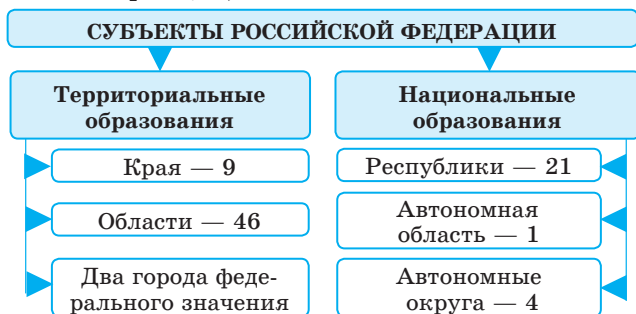 СУБЪЕКТЫ РОССИЙСКОЙ ФЕДЕРАЦИИ
Территориальные
образования
Края — 9
Области — 46
Два города феде-
рального значения
Национальные
образования
Республики — 21
Автономная
область — 1
Автономные
округа — 4